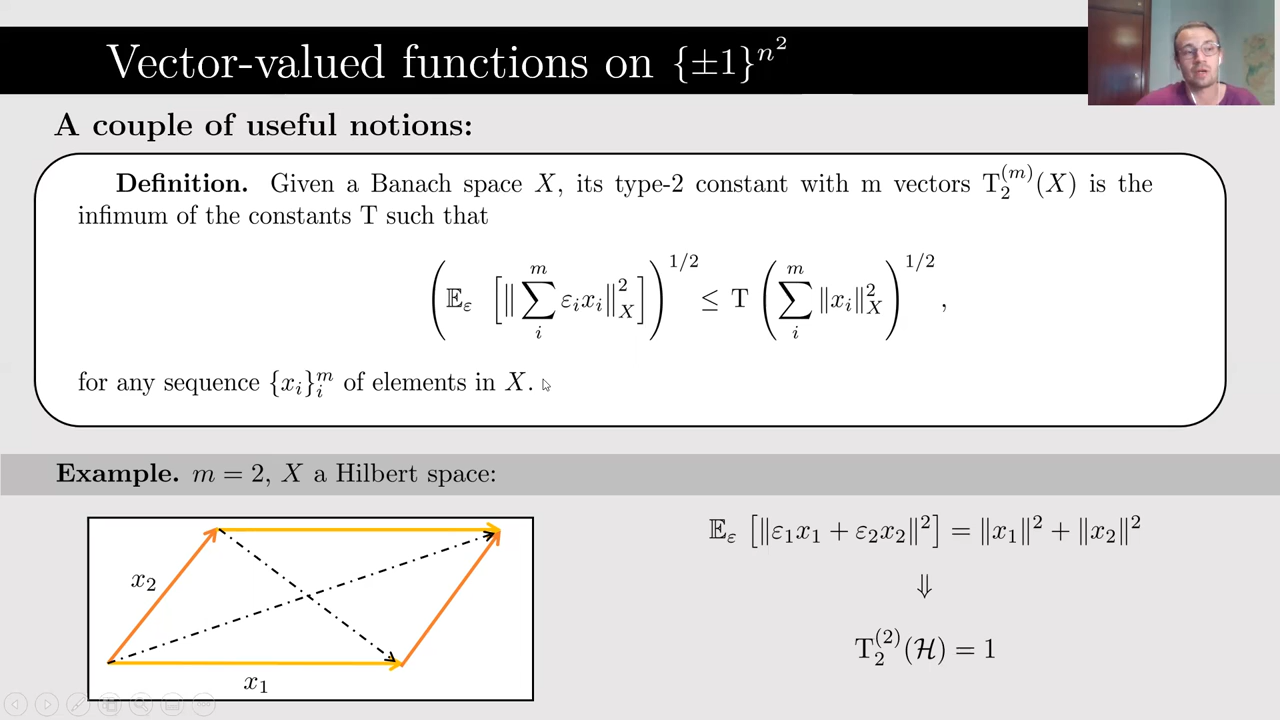 Vector-valued functions on {±1}^{n^2}
A couple of useful notions:
Definition. Given a Banach space X, its type-2 constant with m vectors T_2^{(m)}(X) is the
infimum of the constants T such that
(𝔼_ε [‖∑_i^m ε_i x_i‖_X^2])^{1/2} ≤ T (∑_i^m ‖x_i‖_X^2)^{1/2},
for any sequence {x_i}_i^m of elements in X.
Example. m = 2, X a Hilbert space:
x_2
x_1
𝔼_ε [‖ε_1x_1 + ε_2x_2‖^2] = ‖x_1‖^2 + ‖x_2‖^2
⇓
T_2^{(2)}(ℋ) = 1